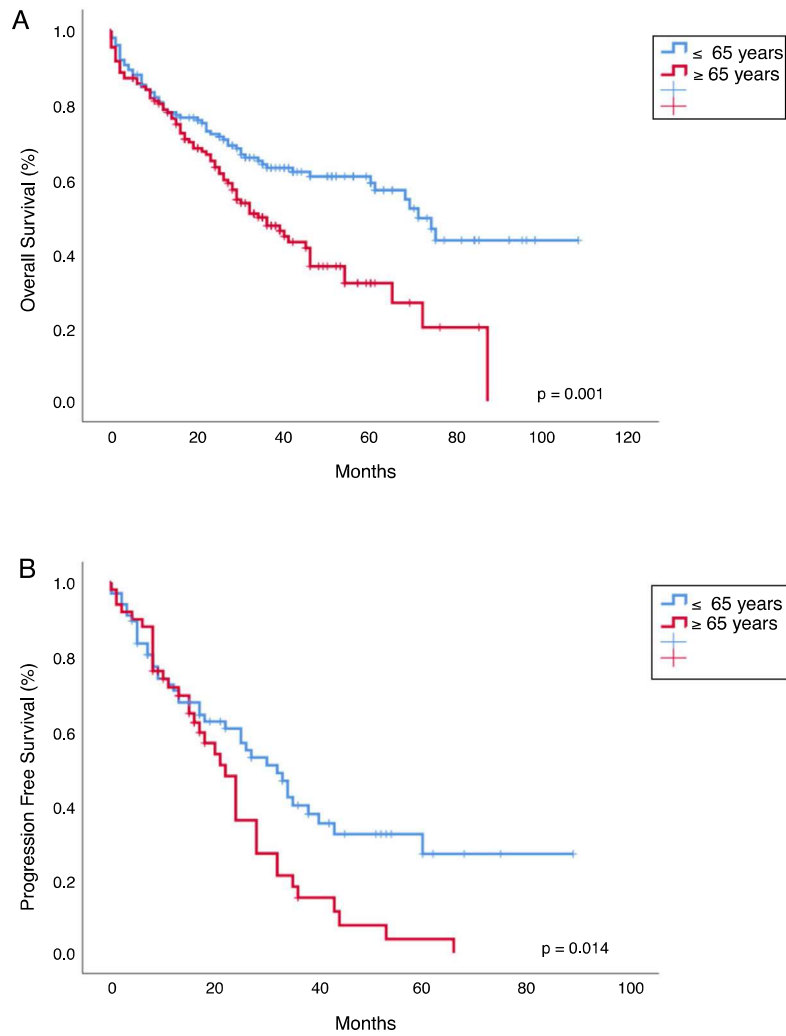 A
1.0
0.8
0.6
0.4
0.2
0.0
Overall Survival (%)
≤ 65 years
≥ 65 years
p = 0.001
0 20 40 60 80 100 120
Months
B
1.0
0.8
0.6
0.4
0.2
0.0
Progression Free Survival (%)
≤ 65 years
≥ 65 years
p = 0.014
0 20 40 60 80 100
Months